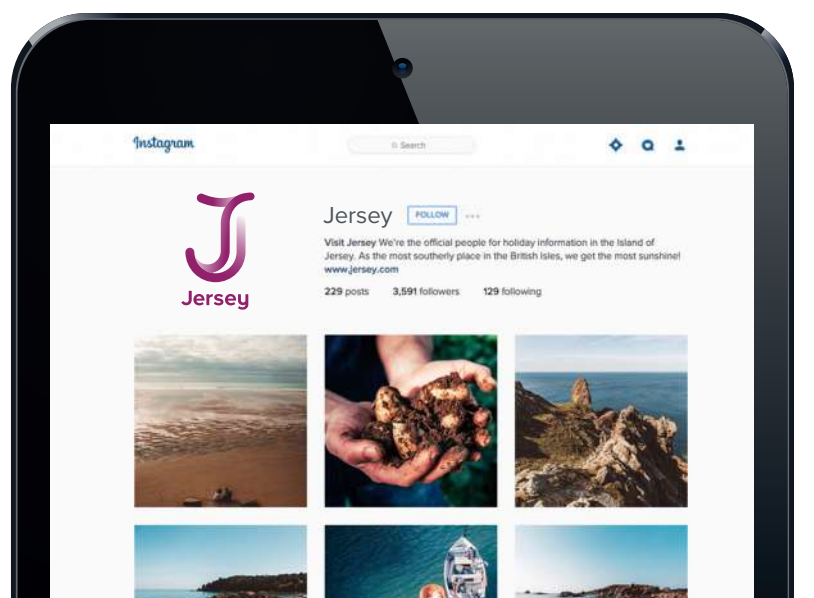 Instagram
Search
Jersey
Jersey FOLLOW
Visit Jersey We're the official people for holiday information in the Island of
Jersey. As the most southerly place in the British Isles, we get the most sunshine!
www.jersey.com
229 posts 3,591 followers 129 following